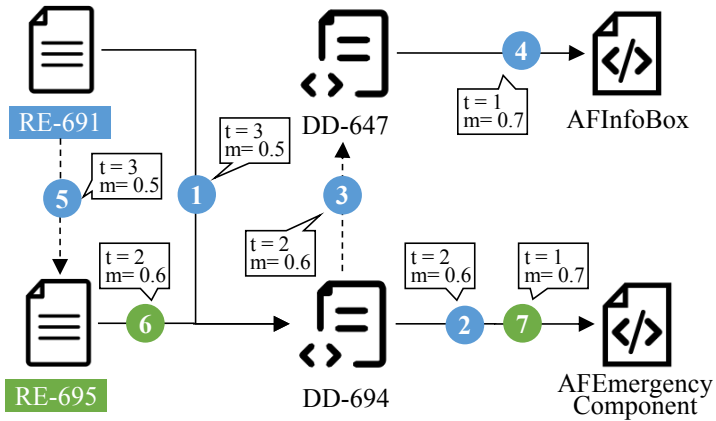 4
t = 1
m= 0.7
RE-691
DD-647
AFInfoBox
t = 3
m= 0.5
t = 3
m= 0.5
5
1
3
t = 2
m= 0.6
t = 2
m= 0.6
t = 2
m= 0.6
t = 1
m= 0.7
6
2
7
RE-695
DD-694
AFEmergency
Component